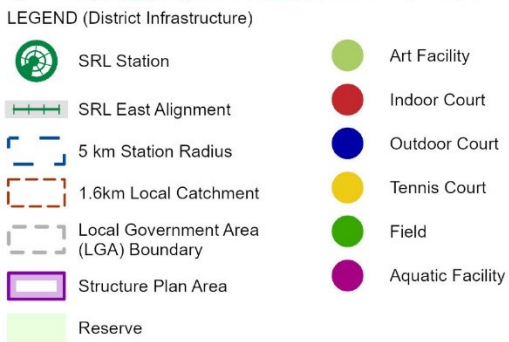 LEGEND (District Infrastructure)
SRL Station
SRL East Alignment
5 km Station Radius
1.6km Local Catchment
Local Government Area
(LGA) Boundary
Structure Plan Area
Reserve
Art Facility
Indoor Court
Outdoor Court
Tennis Court
Field
Aquatic Facility